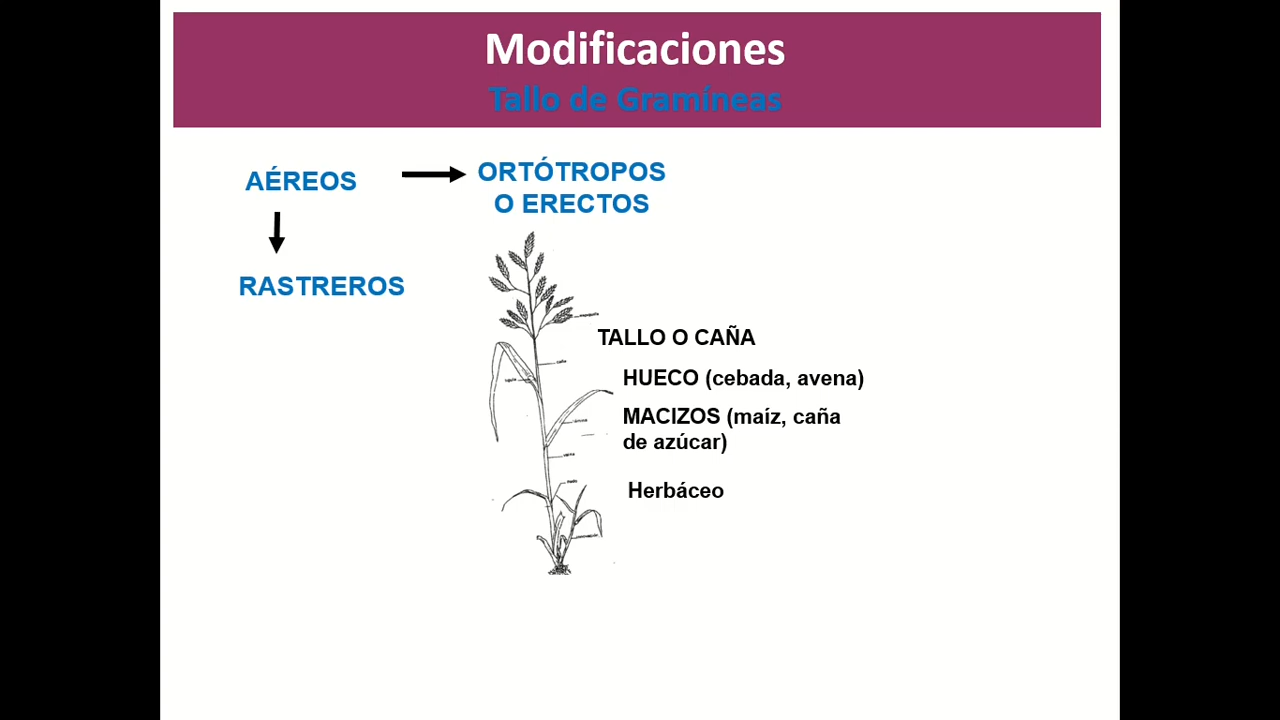 Modificaciones
Tallo de Gramíneas
AÉREOS
ORTÓTROPOS
O ERECTOS
RASTREROS
TALLO O CAÑA
HUECO (cebada, avena)
MACIZOS (maíz, caña
de azúcar)
Herbáceo